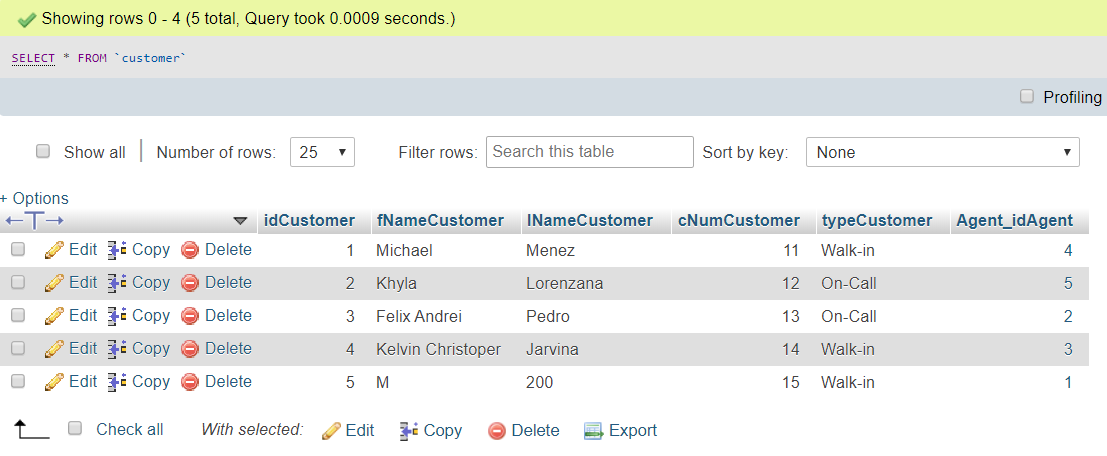 Showing rows 0 - 4 (5 total, Query took 0.0009 seconds.)
SELECT * FROM `customer`
Profiling
Show all Number of rows: 25 Filter rows: Search this table Sort by key: None
+ Options
idCustomer fNameCustomer lNameCustomer cNumCustomer typeCustomer Agent_idAgent
Edit Copy Delete 1 Michael Menez 11 Walk-in 4
Edit Copy Delete 2 Khyla Lorenzana 12 On-Call 5
Edit Copy Delete 3 Felix Andrei Pedro 13 On-Call 2
Edit Copy Delete 4 Kelvin Christoper Jarvina 14 Walk-in 3
Edit Copy Delete 5 M 200 15 Walk-in 1
Check all With selected: Edit Copy Delete Export